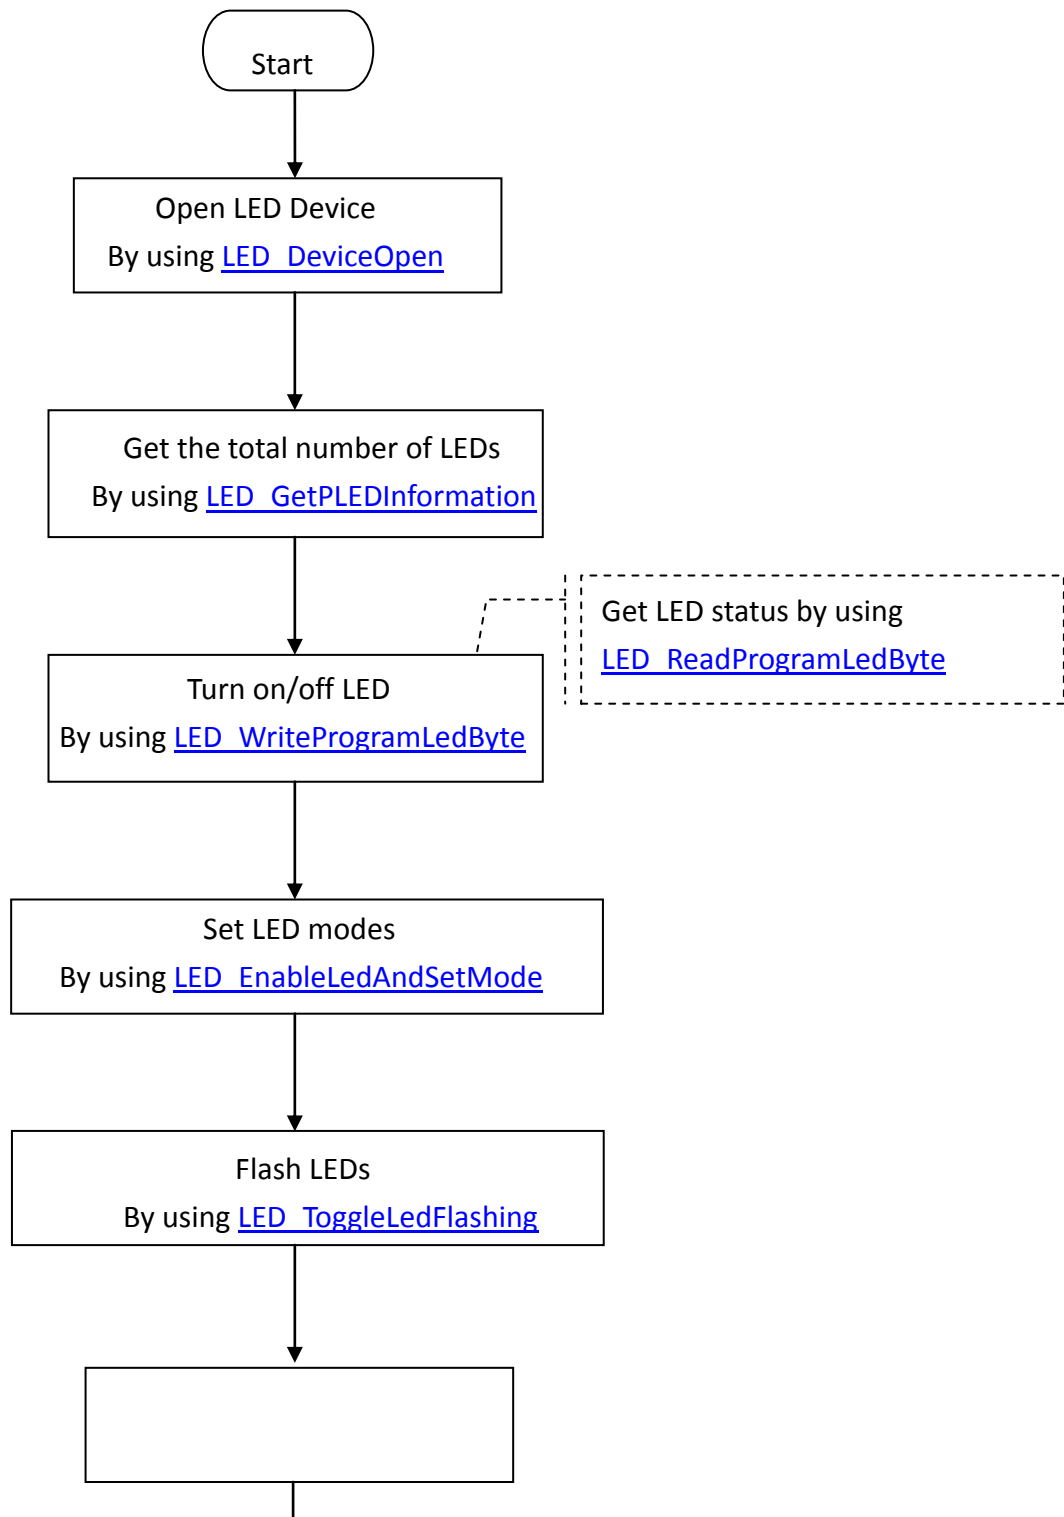 Start
Open LED Device
By using LED_DeviceOpen
Get the total number of LEDs
By using LED_GetPLEDInformation
Get LED status by using
LED_ReadProgramLedByte
Turn on/off LED
By using LED_WriteProgramLedByte
Set LED modes
By using LED_EnableLedAndSetMode
Flash LEDs
By using LED_ToggleLedFlashing